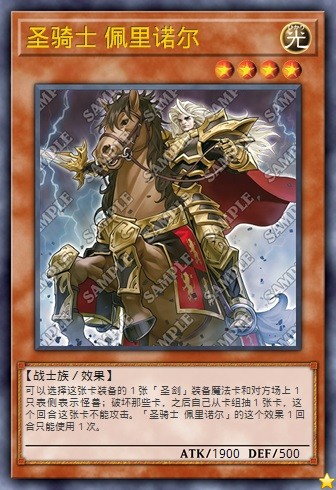 圣骑士 佩里诺尔
光
SAMPLE SAMPLE SAMPLE
【战士族／效果】
可以选择这张卡装备的１张「圣剑」装备魔法卡和对方场上１
只表侧表示怪兽；破坏那些卡，之后自己从卡组抽１张卡，这
个回合这张卡不能攻击。「圣骑士 佩里诺尔」的这个效果１回
合只能使用１次。
ATK/1900 DEF/500